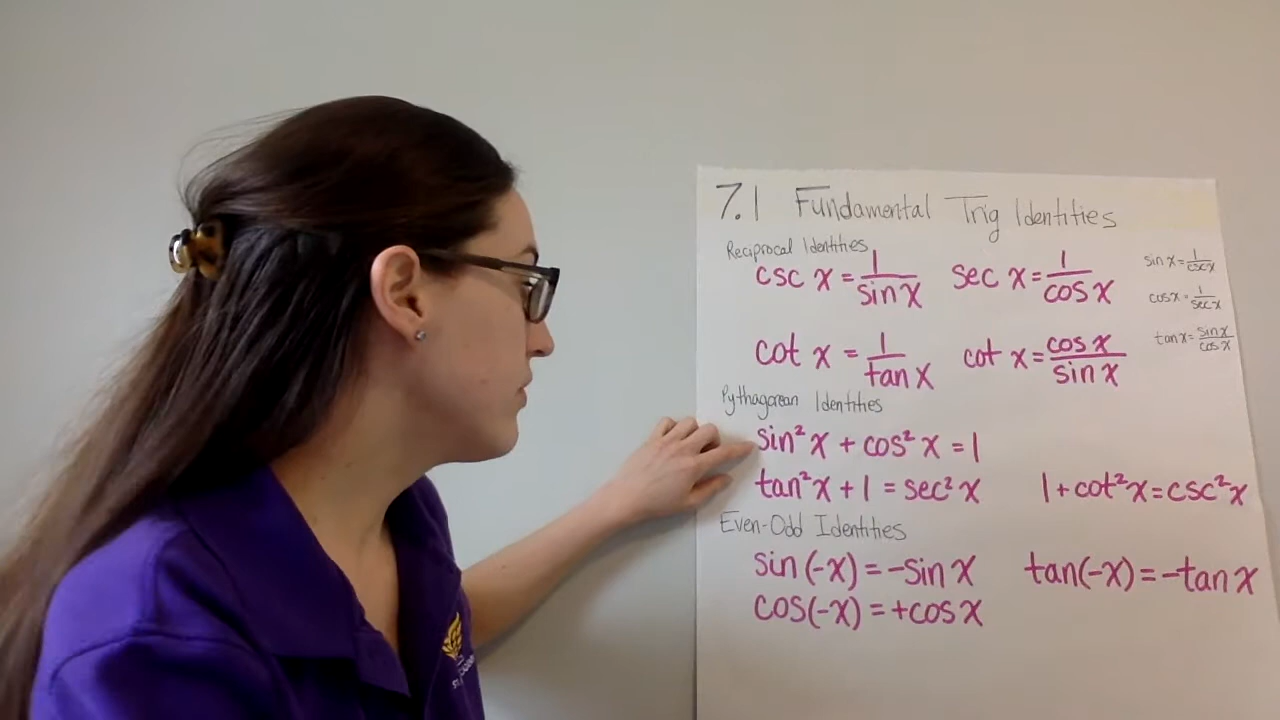 7.1 Fundamental Trig Identities
Reciprocal Identities
csc x = 1/sin x    sec x = 1/cos x    sin x = 1/csc x
cos x = 1/sec x
cot x = 1/tan x    cot x = cos x/sin x    tan x = sin x/cos x
Pythagorean Identities
sin²x + cos²x = 1
tan²x + 1 = sec²x    1 + cot²x = csc²x
Even-Odd Identities
sin(-x) = -sin x    tan(-x) = -tan x
cos(-x) = +cos x